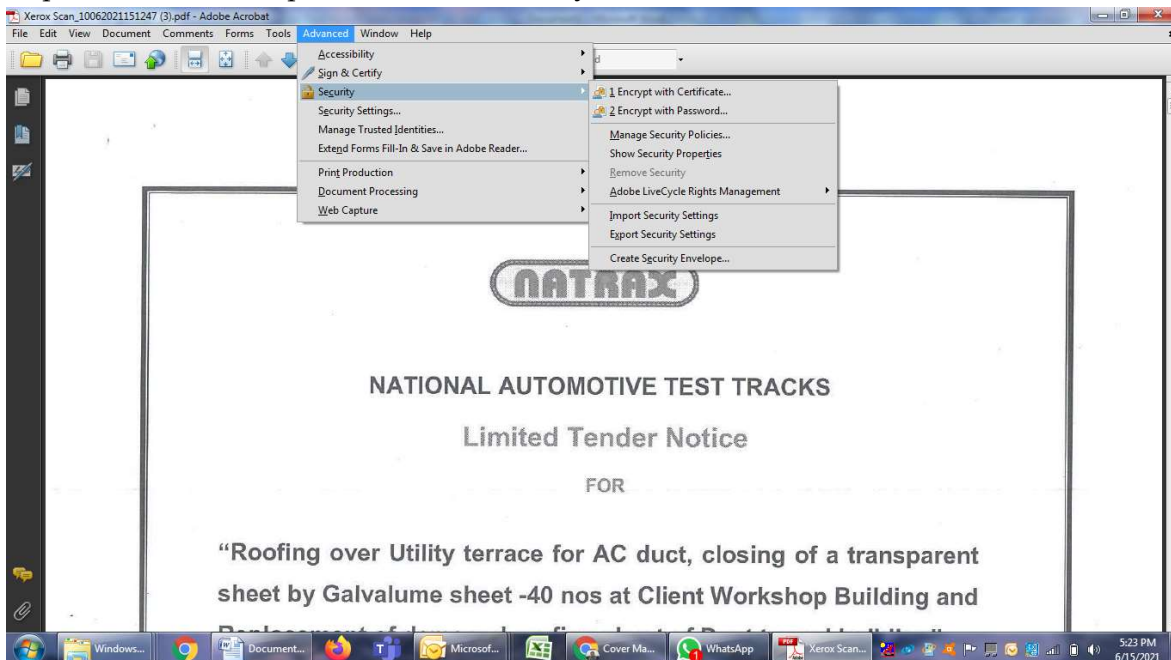 Xerox Scan_10062021151247 (3).pdf - Adobe Acrobat
File Edit View Document Comments Forms Tools Advanced Window Help
Accessibility
Sign & Certify
Security
Security Settings...
Manage Trusted Identities...
Extend Forms Fill-In & Save in Adobe Reader...
Print Production
Document Processing
Web Capture
1 Encrypt with Certificate...
2 Encrypt with Password...
Manage Security Policies...
Show Security Properties
Remove Security
Adobe LiveCycle Rights Management
Import Security Settings
Export Security Settings
Create Security Envelope...
NATRAX
NATIONAL AUTOMOTIVE TEST TRACKS
Limited Tender Notice
FOR
“Roofing over Utility terrace for AC duct, closing of a transparent
sheet by Galvalume sheet -40 nos at Client Workshop Building and
Windows... Document... Microsof... Cover Ma... WhatsApp Xerox Scan... 5:23 PM
6/15/2021